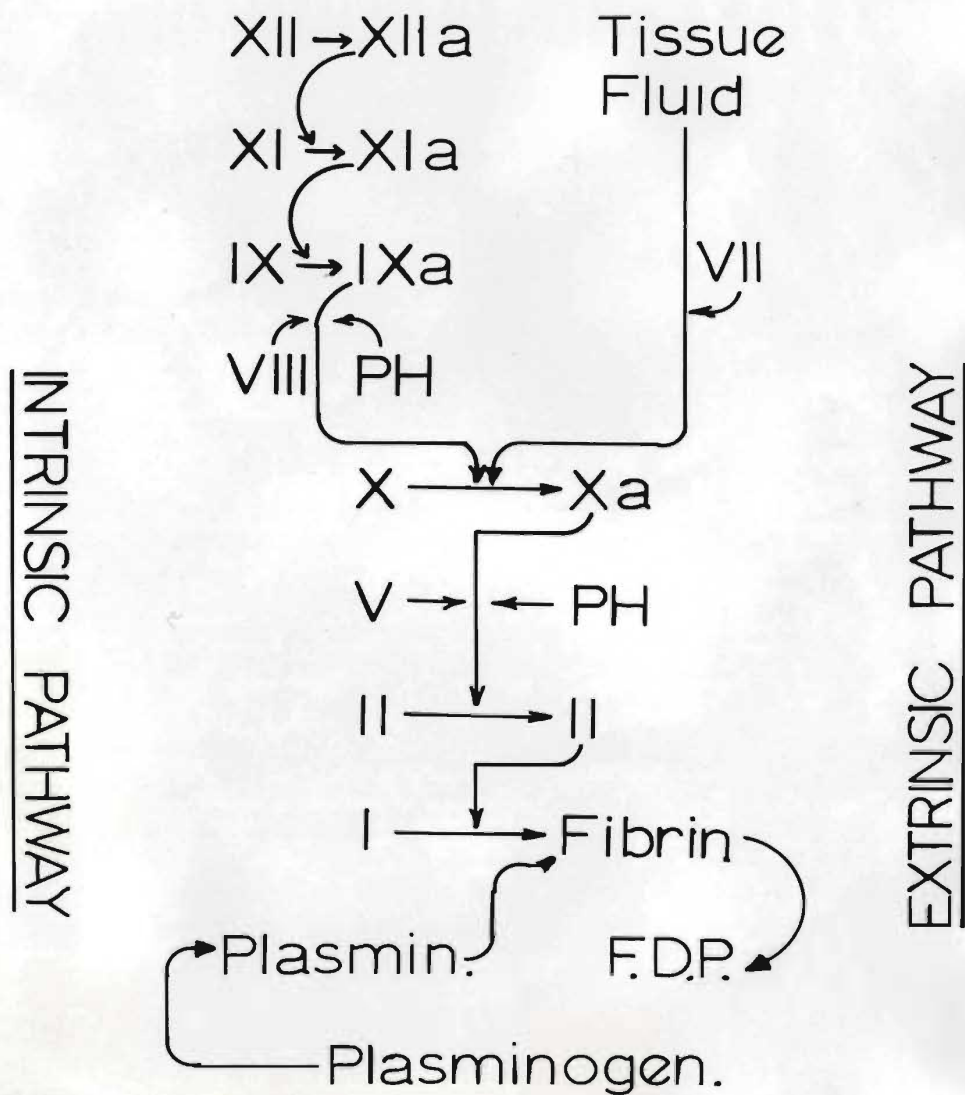 XII XIIa
Tissue
Fluid
XI XIa
IX IXa
VII
VIII PH
X Xa
V PH
II II
I Fibrin
Plasmin. F.D.P.
Plasminogen.
INTRINSIC PATHWAY
EXTRINSIC PATHWAY